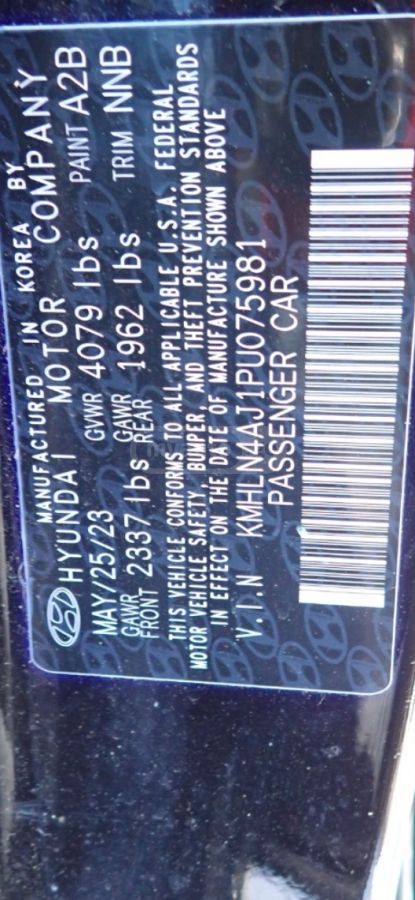 MANUFACTURED IN KOREA BY
HYUNDAI MOTOR COMPANY
MAY/25/23 GVWR 4079 lbs PAINT A2B
GAWR FRONT 2337 lbs GAWR REAR 1962 lbs TRIM NNB
THIS VEHICLE CONFORMS TO ALL APPLICABLE U.S.A. FEDERAL
MOTOR VEHICLE SAFETY, BUMPER, AND THEFT PREVENTION STANDARDS
IN EFFECT ON THE DATE OF MANUFACTURE SHOWN ABOVE
V.I.N KMHLN4AJ1PU075981
PASSENGER CAR